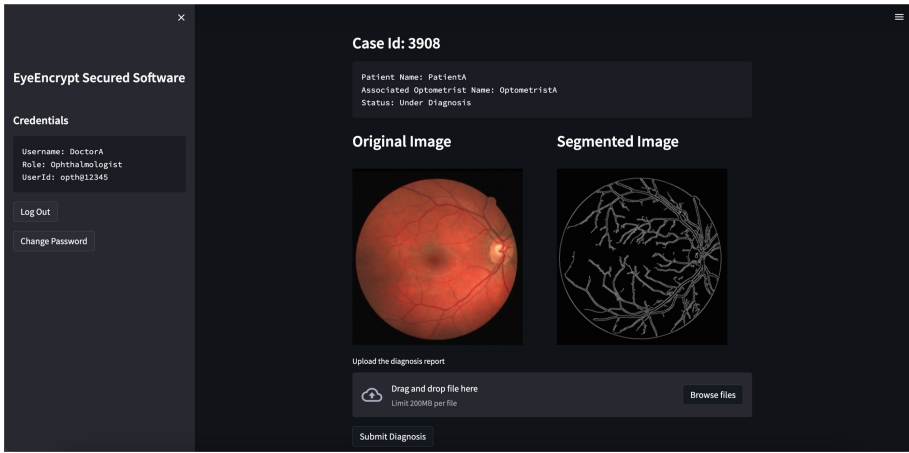 EyeEncrypt Secured Software
Credentials
Username: DoctorA
Role: Ophthalmologist
UserId: opth@12345
Log Out
Change Password
Case Id: 3908
Patient Name: PatientA
Associated Optometrist Name: OptometristA
Status: Under Diagnosis
Original Image
Segmented Image
Upload the diagnosis report
Drag and drop file here
Limit 200MB per file
Browse files
Submit Diagnosis